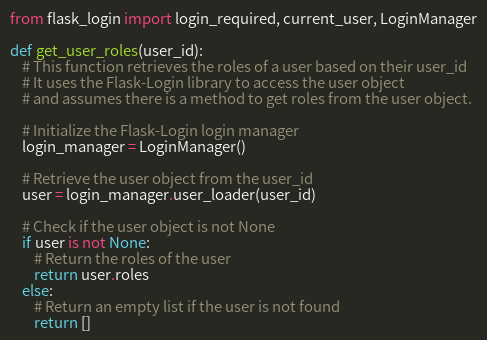 from flask_login import login_required, current_user, LoginManager
def get_user_roles(user_id):
# This function retrieves the roles of a user based on their user_id
# It uses the Flask-Login library to access the user object
# and assumes there is a method to get roles from the user object.
# Initialize the Flask-Login login manager
login_manager = LoginManager()
# Retrieve the user object from the user_id
user = login_manager.user_loader(user_id)
# Check if the user object is not None
if user is not None:
# Return the roles of the user
return user.roles
else:
# Return an empty list if the user is not found
return []